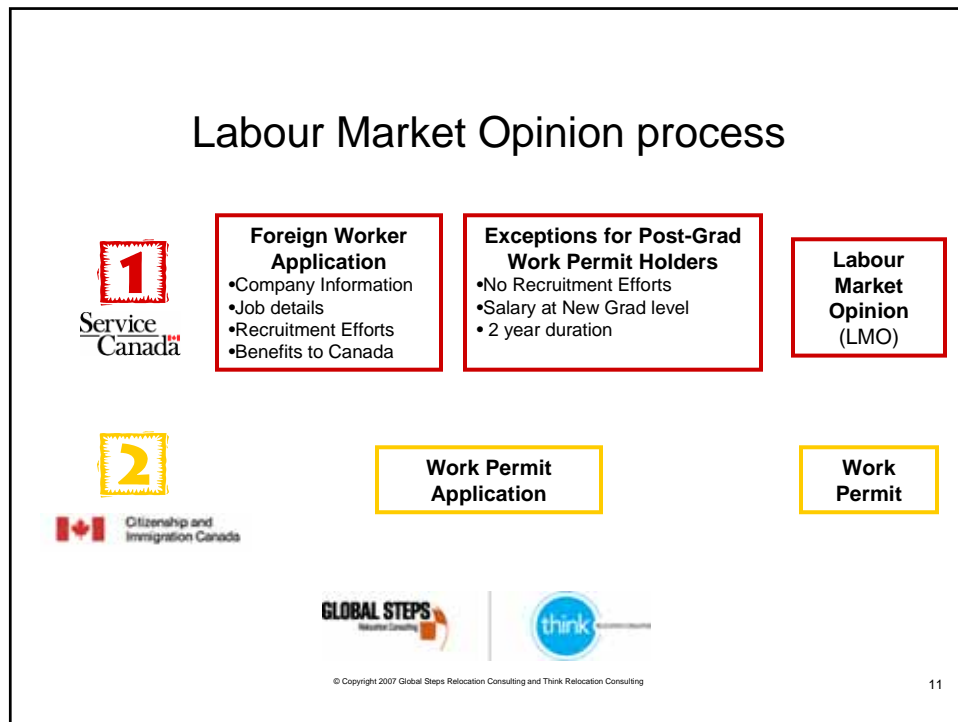 Labour Market Opinion process
1
Service
Canada
Foreign Worker
Application
•Company Information
•Job details
•Recruitment Efforts
•Benefits to Canada
Exceptions for Post-Grad
Work Permit Holders
•No Recruitment Efforts
•Salary at New Grad level
• 2 year duration
Labour
Market
Opinion
(LMO)
2
Citizenship and
Immigration Canada
Work Permit
Application
Work
Permit
GLOBAL STEPS
Relocation Consulting
think
© Copyright 2007 Global Steps Relocation Consulting and Think Relocation Consulting
11